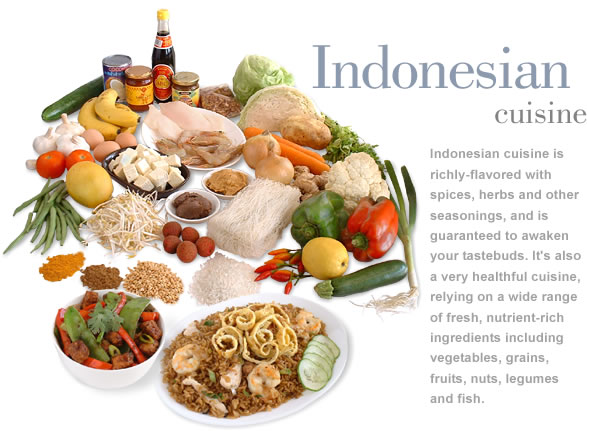 Indonesian
cuisine
Indonesian cuisine is
richly-flavored with
spices, herbs and other
seasonings, and is
guaranteed to awaken
your tastebuds. It's also
a very healthful cuisine,
relying on a wide range
of fresh, nutrient-rich
ingredients including
vegetables, grains,
fruits, nuts, legumes
and fish.